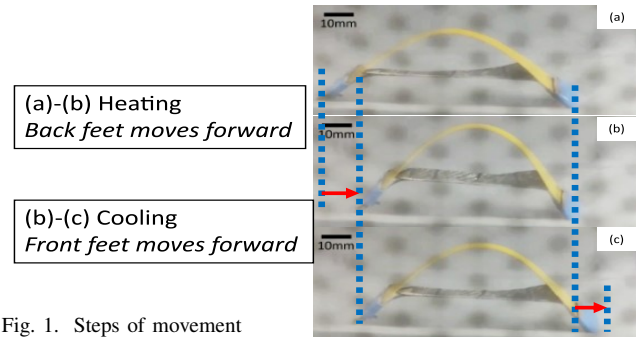 10mm
(a)
(a)-(b) Heating
Back feet moves forward
10mm
(b)
(b)-(c) Cooling
Front feet moves forward
10mm
(c)
Fig. 1. Steps of movement